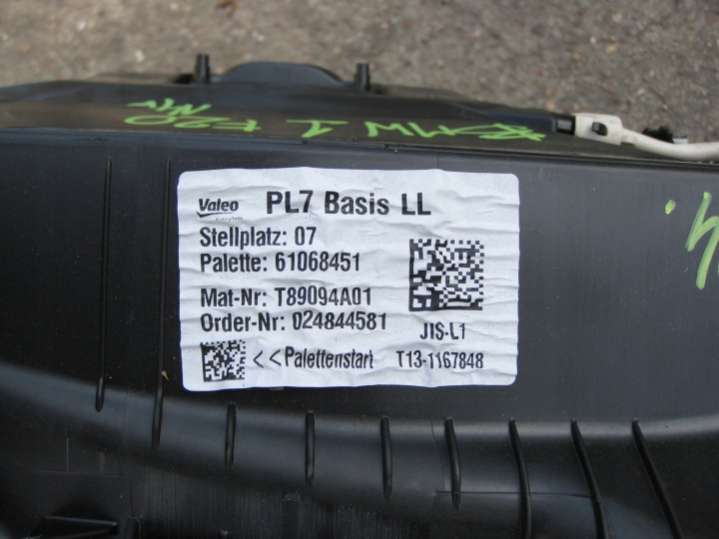 BMW 1 F20
Valeo PL7 Basis LL
Stellplatz: 07
Palette: 61068451
Mat-Nr: T89094A01
Order-Nr: 024844581
JIS-L1
<<Palettenstart T13-1167848